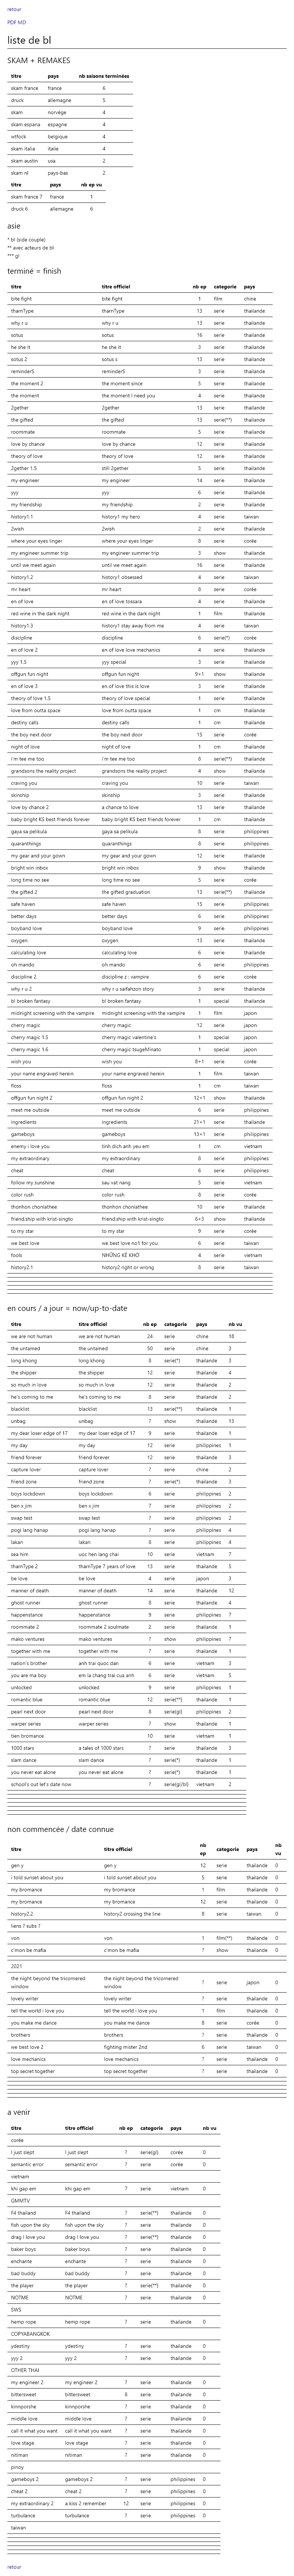 retour
PDF MD
liste de bl
SKAM + REMAKES
titre pays nb saisons terminées
skam france france 6
druck allemagne 5
skam norvège 4
skam espana espagne 4
wtfock belgique 4
skam italia italie 4
skam austin usa 2
skam nl pays-bas 2
titre pays nb ep vu
skam france 7 france 1
druck 6 allemagne 6
asie
* bl (side couple)
** avec acteurs de bl
*** gl
terminé = finish
titre titre officiel nb ep categorie pays
bite fight bite fight 1 film chine
tharnType tharnType 13 serie thailande
why r u why r u 13 serie thailande
sotus sotus 16 serie thailande
he she it he she it 3 serie thailande
sotus 2 sotus s 13 serie thailande
reminderS reminderS 3 serie thailande
the moment 2 the moment since 5 serie thailande
the moment the moment I need you 4 serie thailande
2gether 2gether 13 serie thailande
the gifted the gifted 13 serie(**) thailande
roommate roommate 5 serie thailande
love by chance love by chance 12 serie thailande
theory of love theory of love 12 serie thailande
2gether 1.5 still 2gether 5 serie thailande
my engineer my engineer 14 serie thailande
yyy yyy 6 serie thailande
my friendship my friendship 2 serie thailande
history1.1 history1 my hero 4 serie taiwan
2wish 2wish 2 serie thailande
where your eyes linger where your eyes linger 8 serie corée
my engineer summer trip my engineer summer trip 3 show thailande
until we meet again until we meet again 16 serie thailande
history1.2 history1 obsessed 4 serie taiwan
mr heart mr heart 8 serie corée
en of love en of love tossara 4 serie thailande
red wine in the dark night red wine in the dark night 1 film thailande
history1.3 history1 stay away from me 4 serie taiwan
discipline discipline 6 serie(*) corée
en of love 2 en of love love mechanics 4 serie thailande
yyy 1.5 yyy special 3 serie thailande
offgun fun night offgun fun night 9+1 show thailande
en of love 3 en of love this is love 3 serie thailande
theory of love 1.5 theory of love special 1 serie thailande
love from outta space love from outta space 1 cm thailande
destiny calls destiny calls 1 cm thailande
the boy next door the boy next door 15 serie corée
night of love night of love 1 cm thailande
i'm tee me too i'm tee me too 8 serie(**) thailande
grandsons the reality project grandsons the reality project 4 show thailande
craving you craving you 10 serie taiwan
skinship skinship 3 serie thailande
love by chance 2 a chance to love 13 serie thailande
baby bright KS best friends forever baby bright KS best friends forever 1 cm thailande
gaya sa pelikula gaya sa pelikula 8 serie philippines
quaranthings quaranthings 8 serie philippines
my gear and your gown my gear and your gown 12 serie thailande
bright win inbox bright win inbox 9 show thailande
long time no see long time no see 5 serie corée
the gifted 2 the gifted graduation 13 serie(**) thailande
safe haven safe haven 15 serie philippines
better days better days 6 serie philippines
boyband love boyband love 9 serie philippines
oxygen oxygen 13 serie thailande
calculating love calculating love 6 serie thailande
oh mando oh mando 6 serie philippines
discipline 2 discipline z : vampire 6 serie corée
why r u 2 why r u saifahzon story 3 serie thailande
bl broken fantasy bl broken fantasy 1 special thailande
midnight screening with the vampire midnight screening with the vampire 1 film japon
cherry magic cherry magic 12 serie japon
cherry magic 1.5 cherry magic valentine's 1 special japon
cherry magic 1.6 cherry magic tsugeMinato 1 special japon
wish you wish you 8+1 serie corée
your name engraved herein your name engraved herein 1 film taiwan
floss floss 1 cm taiwan
offgun fun night 2 offgun fun night 2 12+1 show thailande
meet me outside meet me outside 6 serie philippines
ingredients ingredients 21+1 serie thailande
gameboys gameboys 13+1 serie philippines
enemy i love you tình dich anh yeu em 1 cm vietnam
my extraordinary my extraordinary 8 serie philippines
cheat cheat 6 serie philippines
follow my sunshine sau vat nang 5 serie vietnam
color rush color rush 8 serie corée
thonhon chonlathee thonhon chonlathee 10 serie thailande
friend.ship with krist-singto friend.ship with krist-singto 6+3 show thailande
to my star to my star 9 serie corée
we best love we best love no1 for you 6 serie taiwan
fools NHỮNG KẺ KHỜ 4 serie vietnam
history2.1 history2 right or wrong 8 serie taiwan
en cours / a jour = now/up-to-date
titre titre officiel nb ep categorie pays nb vu
we are not human we are not human 24 serie chine 18
the untamed the untamed 50 serie chine 3
long khong long khong 8 serie(*) thailande 3
the shipper the shipper 12 serie thailande 4
so much in love so much in love 12 serie thailande 2
he's coming to me he's coming to me 8 serie thailande 2
blacklist blacklist 13 serie(**) thailande 1
unbag unbag ? show thailande 13
my dear loser edge of 17 my dear loser edge of 17 9 serie thailande 1
my day my day 12 serie philippines 1
friend forever friend forever 12 serie thailande 3
capture lover capture lover ? serie chine 2
friend zone friend zone ? serie(*) thailande 3
boys lockdown boys lockdown 6 serie philippines 2
ben x jim ben x jim 7 serie philippines 2
swap test swap test ? serie philippines 2
pogi lang hanap pogi lang hanap ? serie philippines 4
lakan lakan 8 serie philippines 4
sea him uoc hen lang chai 10 serie vietnam 7
tharnType 2 tharnType 7 years of love 13 serie thailande 5
be love be love 4 serie japon 3
manner of death manner of death 14 serie thailande 12
ghost runner ghost runner 8 serie thailande 4
happenstance happenstance 9 serie philippines 7
roommate 2 roommate 2 soulmate 2 serie thailande 1
mako ventures mako ventures ? show philippines 7
together with me together with me ? serie thailande 1
nation's brother anh trai quoc dan 6 serie vietnam 3
you are ma boy em la chang trai cua anh 6 serie vietnam 5
unlocked unlocked 9 serie philippines 1
romantic blue romantic blue 12 serie(**) thailande 1
pearl next door pearl next door 8 serie(gl) philippines 2
warper series warper series ? show thailande 1
tien bromance 10 serie vietnam 1
1000 stars a tales of 1000 stars ? serie thailande 3
slam dance slam dance ? serie(*) thailande 1
you never eat alone you never eat alone ? serie(*) thailande 1
school's out let's date now ? serie(gl/bl) vietnam 2
non commencée / date connue
titre titre officiel nb ep categorie pays nb vu
gen y gen y 12 serie thailande 0
i told sunset about you i told sunset about you 5 serie thailande 0
my bromance my bromance 1 film thailande 0
my bromance my bromance 12 serie thailande 0
history2.2 history2 crossing the line 8 serie taiwan 0
liens ? subs ?
von von 1 film(**) thailande 0
c'mon be mafia c'mon be mafia ? show thailande 0
2021
the night beyond the tricornered window the night beyond the tricornered window ? serie japon 0
lovely writer lovely writer ? serie thailande 0
tell the world i love you tell the world i love you 1 film thailande 0
you make me dance you make me dance 8 serie corée 0
brothers brothers ? serie thailande 0
we best love 2 fighting mister 2nd 6 serie taiwan 0
love mechanics love mechanics ? serie thailande 0
top secret together top secret together ? serie thailande 0
a venir
titre titre officiel nb ep categorie pays nb vu
corée
I just slept I just slept ? serie(gl) corée 0
semantic error semantic error ? serie corée 0
vietnam
khi gap em khi gap em ? serie vietnam 0
GMMTV
F4 thailand F4 thailand ? serie(**) thailande 0
fish upon the sky fish upon the sky ? serie thailande 0
drag I love you drag I love you ? serie(**) thailande 0
baker boys baker boys ? serie thailande 0
enchante enchante ? serie thailande 0
bad buddy bad buddy ? serie thailande 0
the player the player ? serie(**) thailande 0
NOTME NOTME ? serie thailande 0
SWS
hemp rope hemp rope ? serie thailande 0
COPYABANGKOK
ydestiny ydestiny ? serie thailande 0
yyy 2 yyy 2 ? serie thailande 0
OTHER THAI
my engineer 2 my engineer 2 ? serie thailande 0
bittersweet bittersweet 8 serie thailande 0
kinnporshe kinnporshe ? serie thailande 0
middle love middle love ? serie thailande 0
call it what you want call it what you want ? serie thailande 0
love stage love stage ? serie thailande 0
nitiman nitiman ? serie thailande 0
pinoy
gameboys 2 gameboys 2 ? serie philippines 0
cheat 2 cheat 2 ? serie philippines 0
my extraordinary 2 a kiss 2 remember 12 serie philippines 0
turbulance turbulance ? serie philippines 0
taiwan
retour